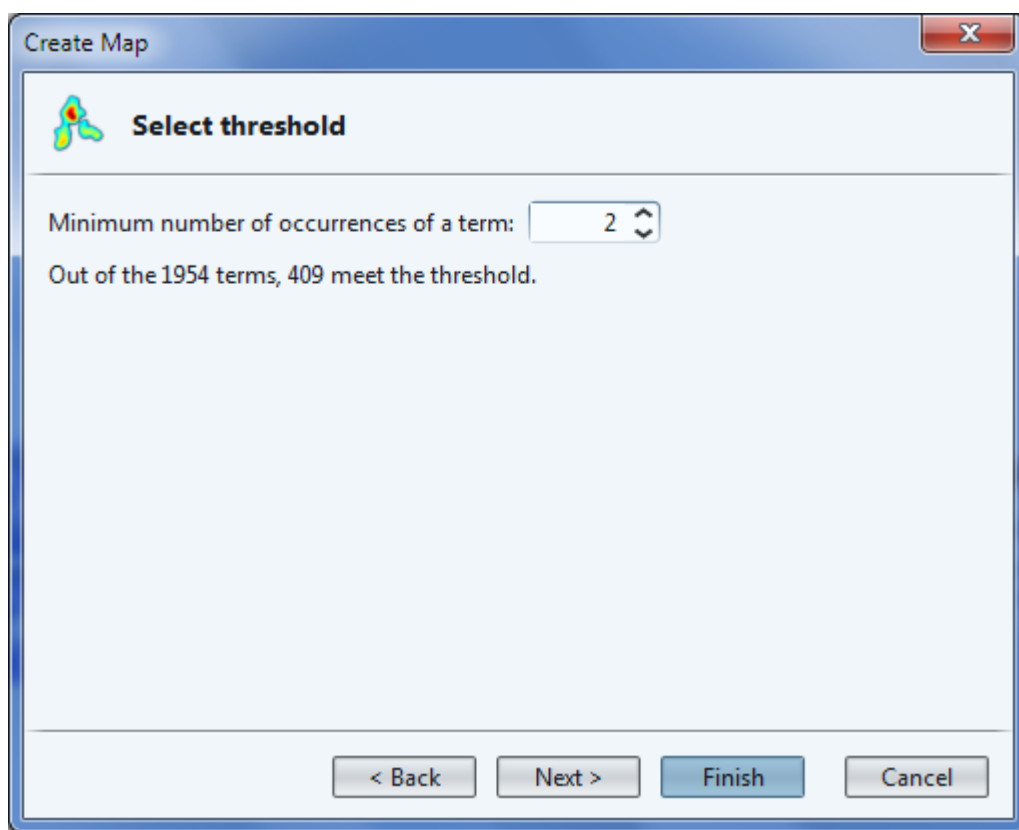 Create Map
Select threshold
Minimum number of occurrences of a term: 2
Out of the 1954 terms, 409 meet the threshold.
< Back Next > Finish Cancel